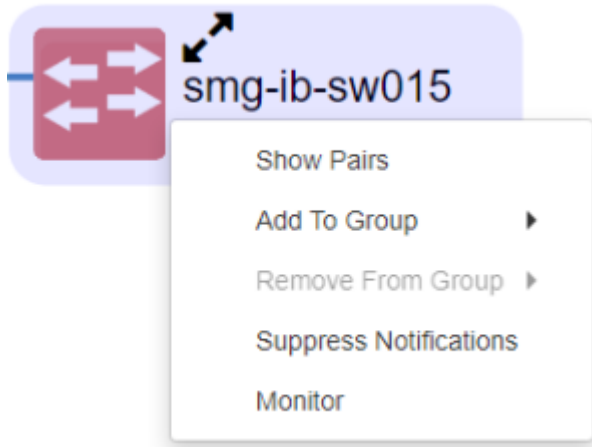 smg-ib-sw015
Show Pairs
Add To Group
Remove From Group
Suppress Notifications
Monitor